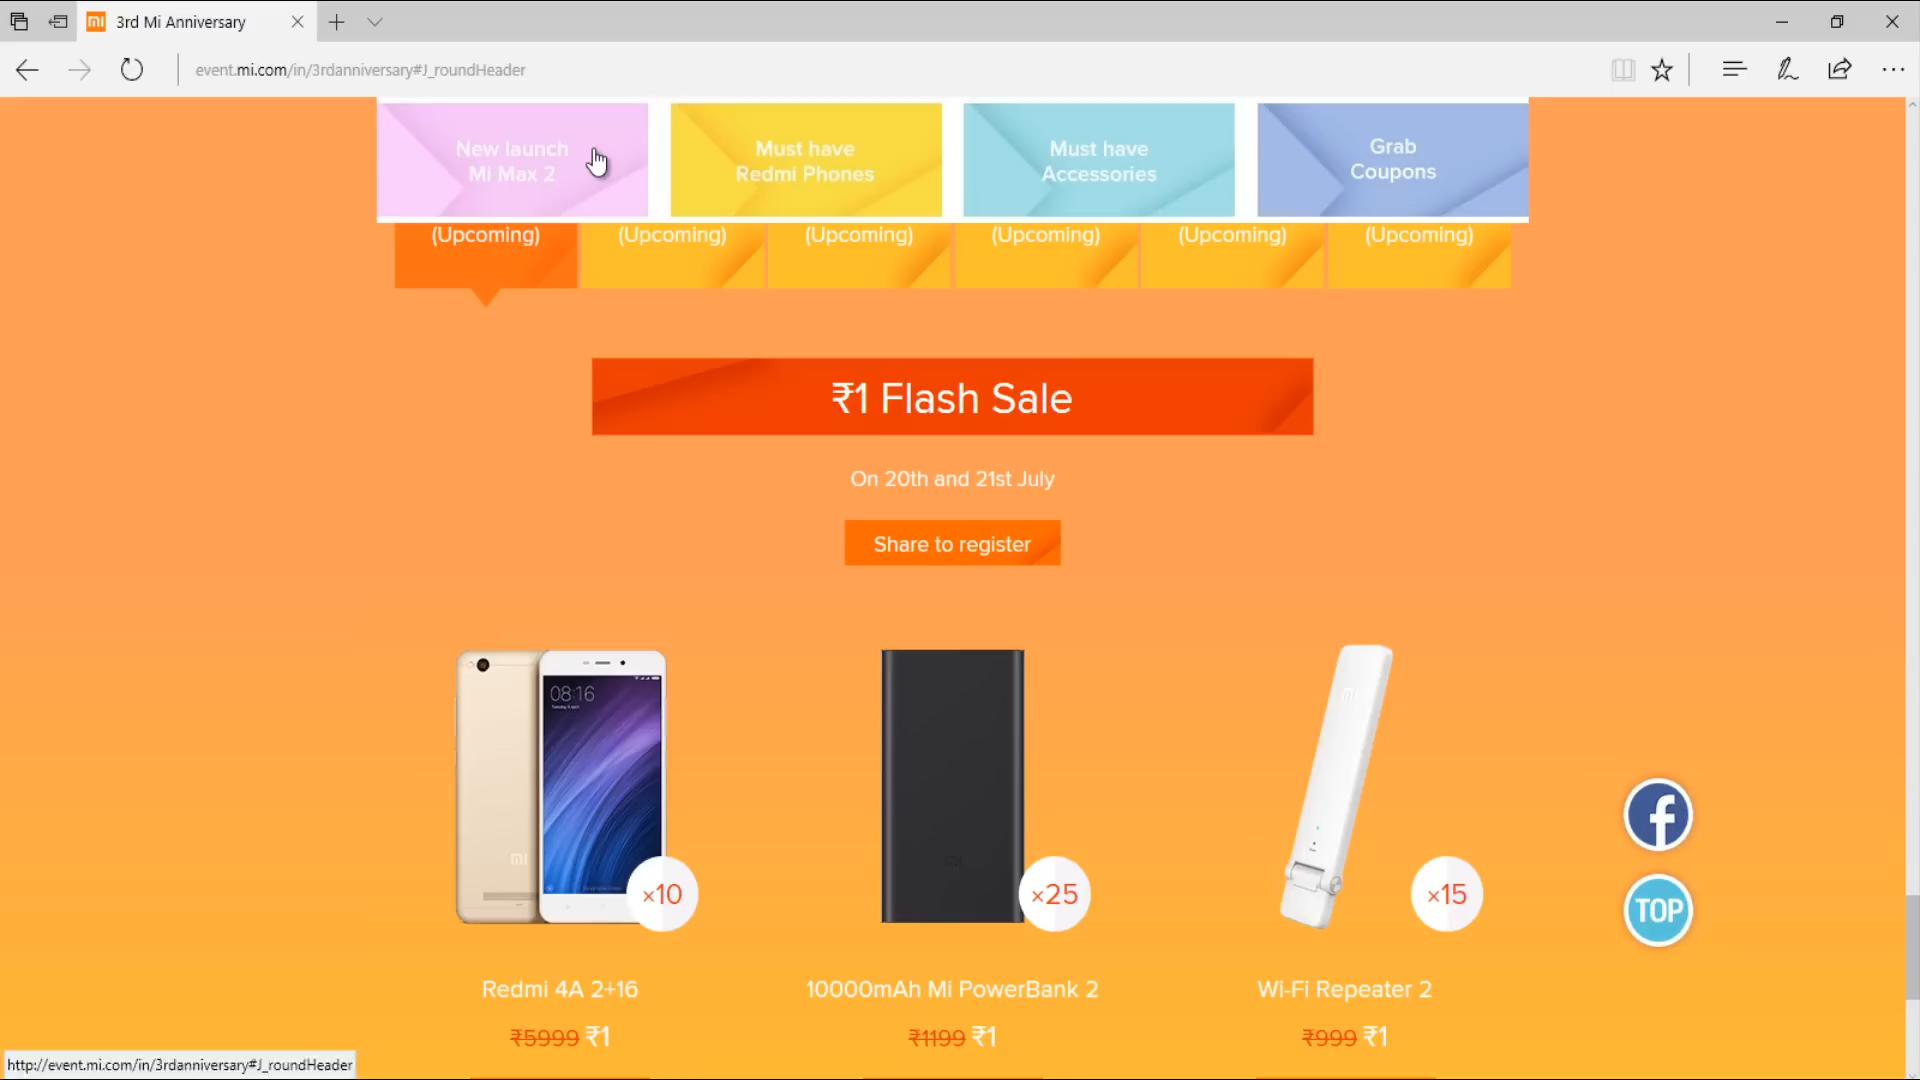 3rd Mi Anniversary
event.mi.com/in/3rdanniversary#J_roundHeader
New launch
Mi Max 2
Must have
Redmi Phones
Must have
Accessories
Grab
Coupons
(Upcoming)
(Upcoming)
(Upcoming)
(Upcoming)
(Upcoming)
(Upcoming)
₹1 Flash Sale
On 20th and 21st July
Share to register
08:16
×10
×25
×15
TOP
Redmi 4A 2+16
10000mAh Mi PowerBank 2
Wi-Fi Repeater 2
₹5999 ₹1
₹1199 ₹1
₹999 ₹1
http://event.mi.com/in/3rdanniversary#J_roundHeader